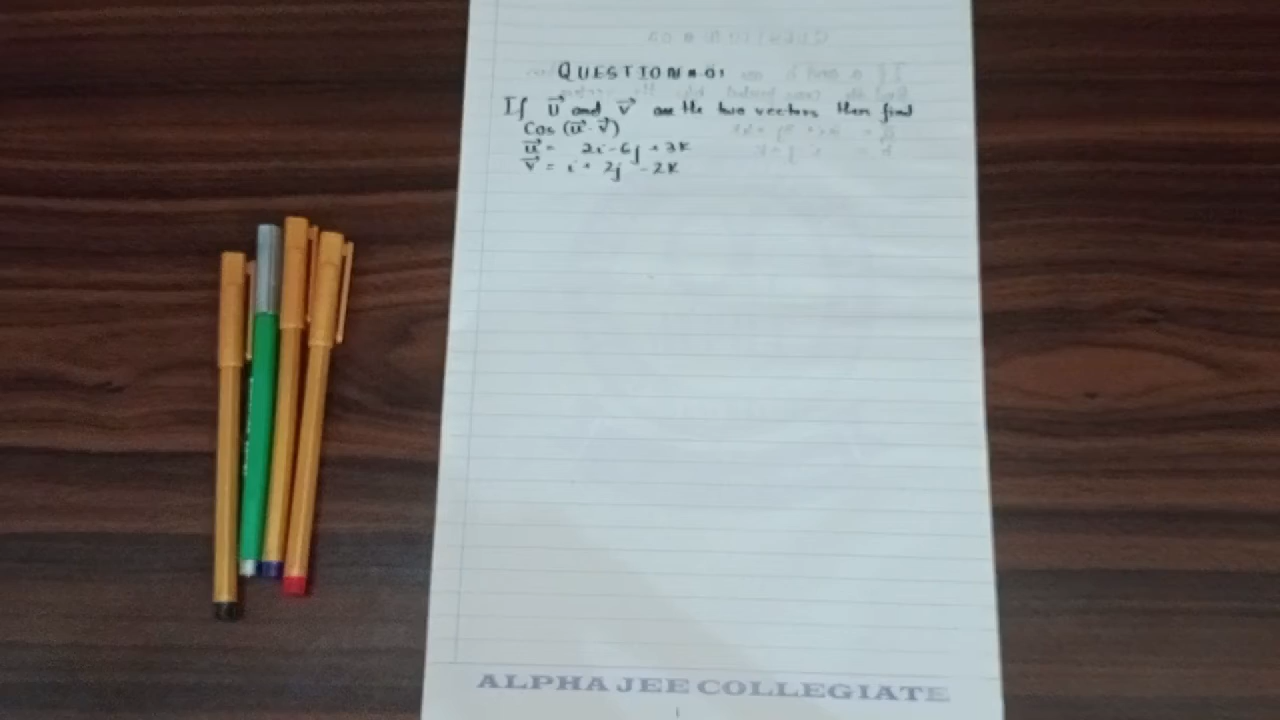 QUESTION # 01
If u⃗ and v⃗ are the two vectors then find
Cos (u⃗ · v⃗)
u⃗ = 2i - 6j + 3k
v⃗ = i + 2j - 2k
ALPHA JEE COLLEGIATE
1